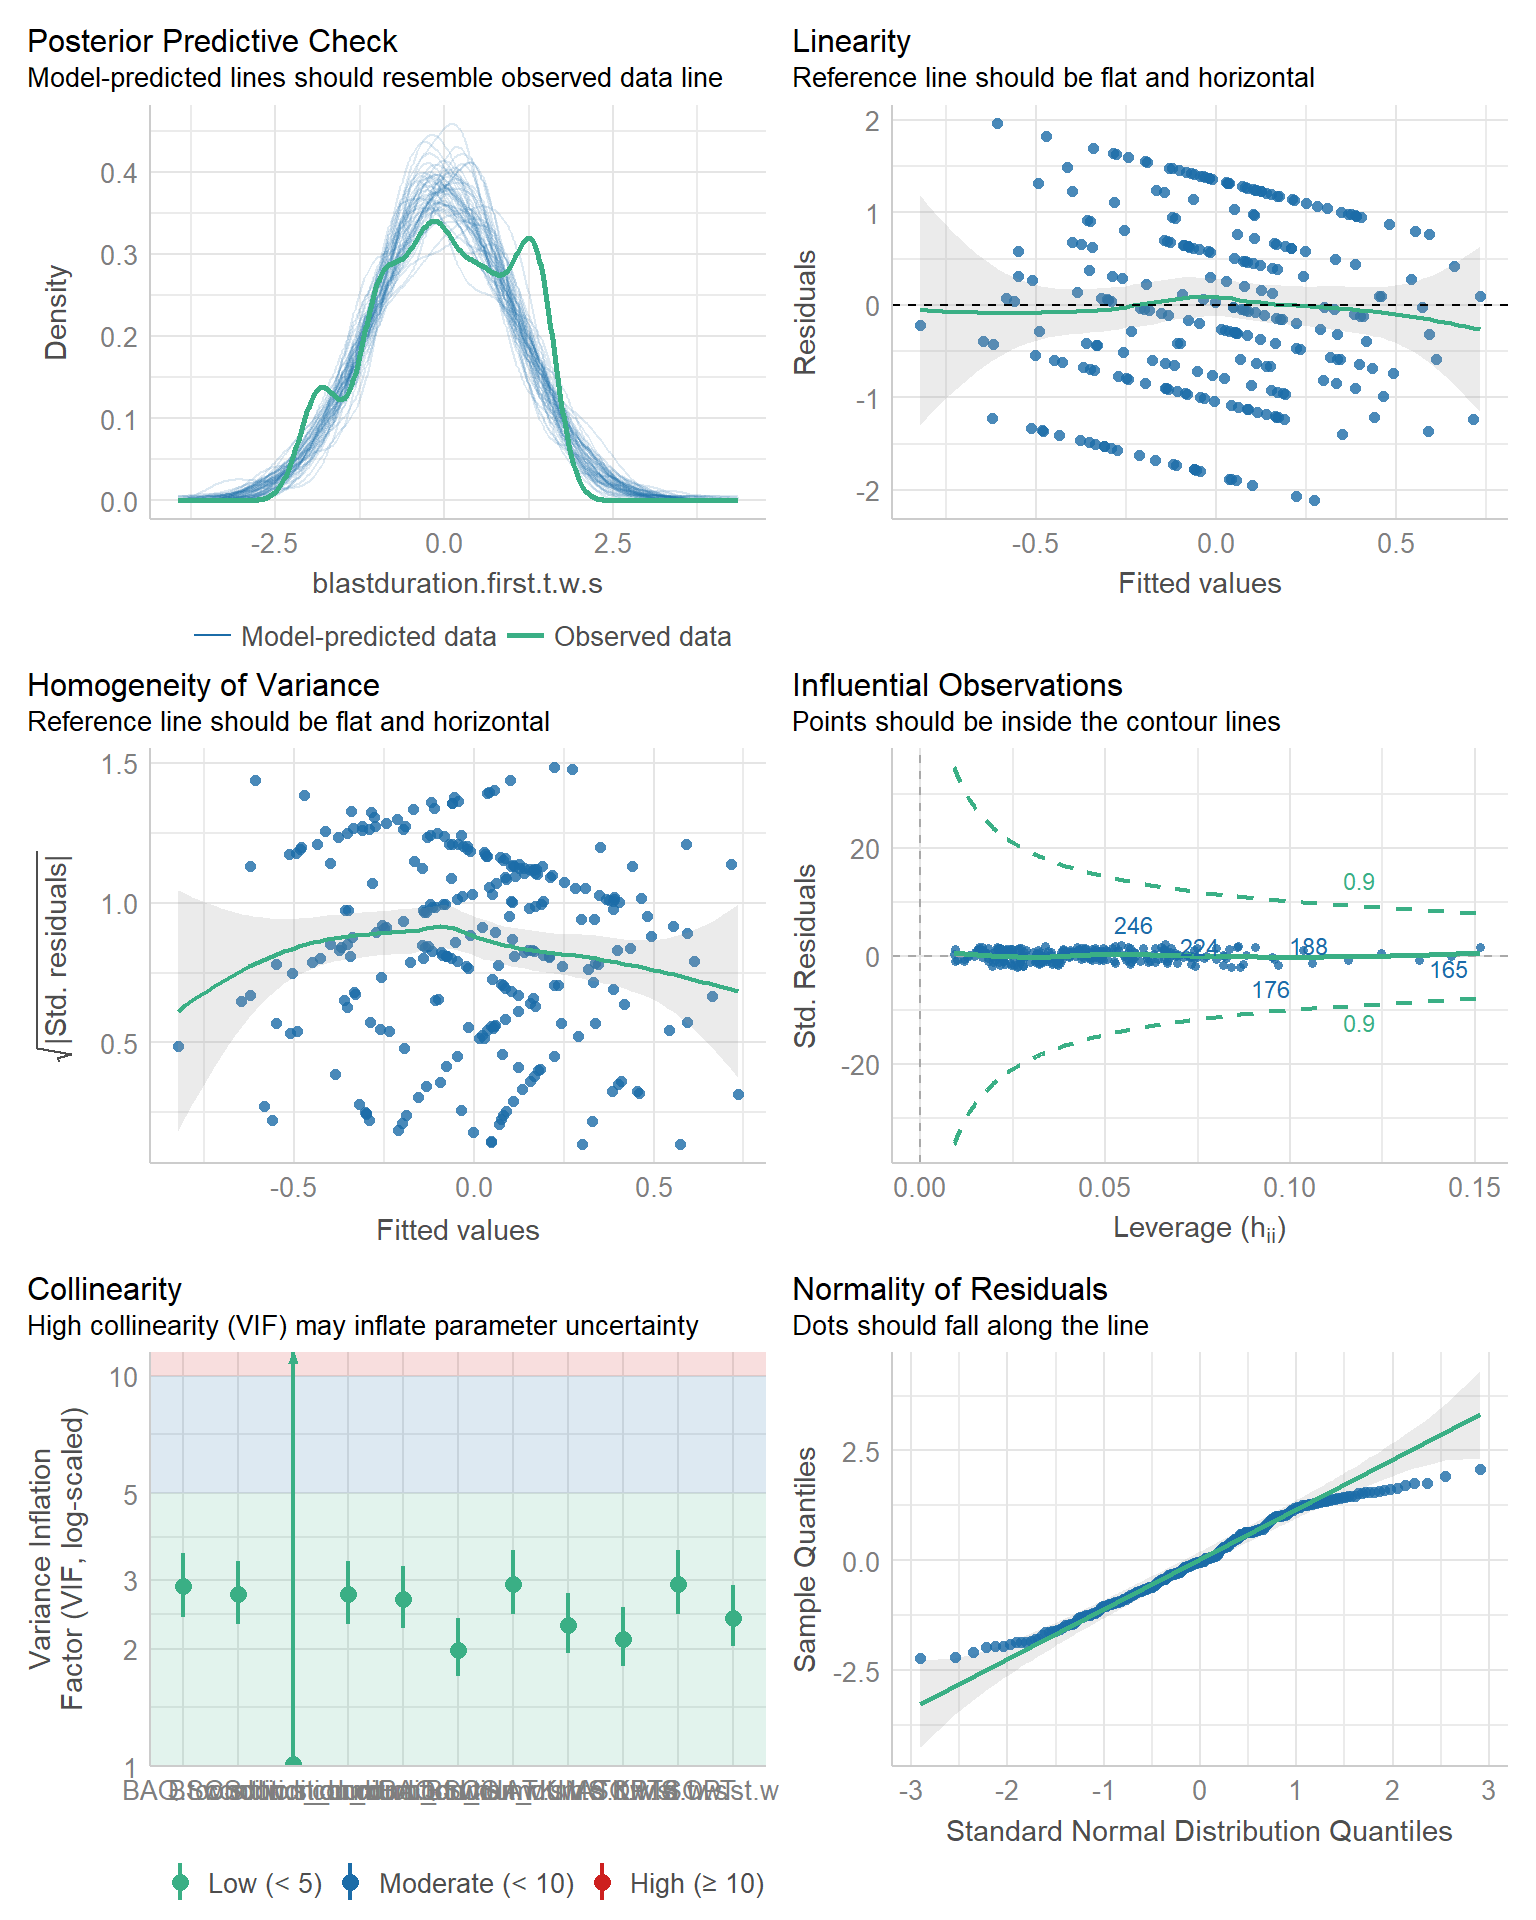 Posterior Predictive Check
Model-predicted lines should resemble observed data line
0.4
0.3
0.2
0.1
0.0
Density
-2.5 0.0 2.5
blastduration.first.t.w.s
Model-predicted data Observed data
Linearity
Reference line should be flat and horizontal
2
1
0
-1
-2
Residuals
-0.5 0.0 0.5
Fitted values
Homogeneity of Variance
Reference line should be flat and horizontal
1.5
1.0
0.5
√|Std. residuals|
-0.5 0.0 0.5
Fitted values
Influential Observations
Points should be inside the contour lines
20
0
-20
Std. Residuals
0.9
246
224
188
165
176
0.9
0.00 0.05 0.10 0.15
Leverage (hii)
Collinearity
High collinearity (VIF) may inflate parameter uncertainty
10
5
3
2
1
Variance Inflation
Factor (VIF, log-scaled)
Low (< 5) Moderate (< 10) High (≥ 10)
Normality of Residuals
Dots should fall along the line
2.5
0.0
-2.5
Sample Quantiles
-3 -2 -1 0 1 2 3
Standard Normal Distribution Quantiles